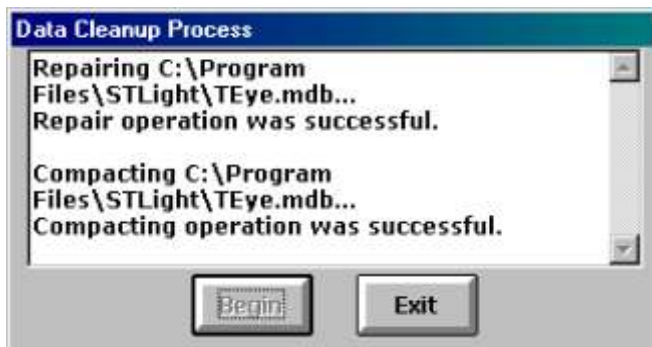 Data Cleanup Process
Repairing C:\Program
Files\STLight\TEye.mdb...
Repair operation was successful.
Compacting C:\Program
Files\STLight\TEye.mdb...
Compacting operation was successful.
Begin
Exit